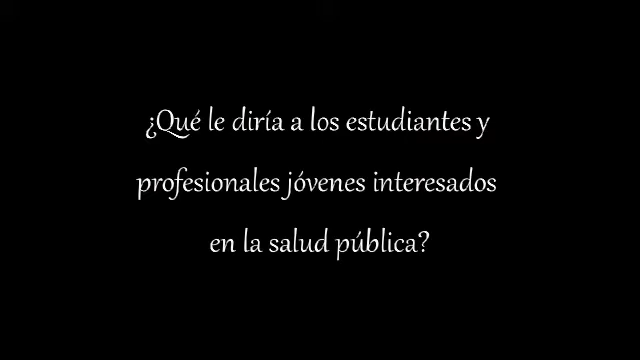 ¿Qué le diría a los estudiantes y
profesionales jóvenes interesados
en la salud pública?